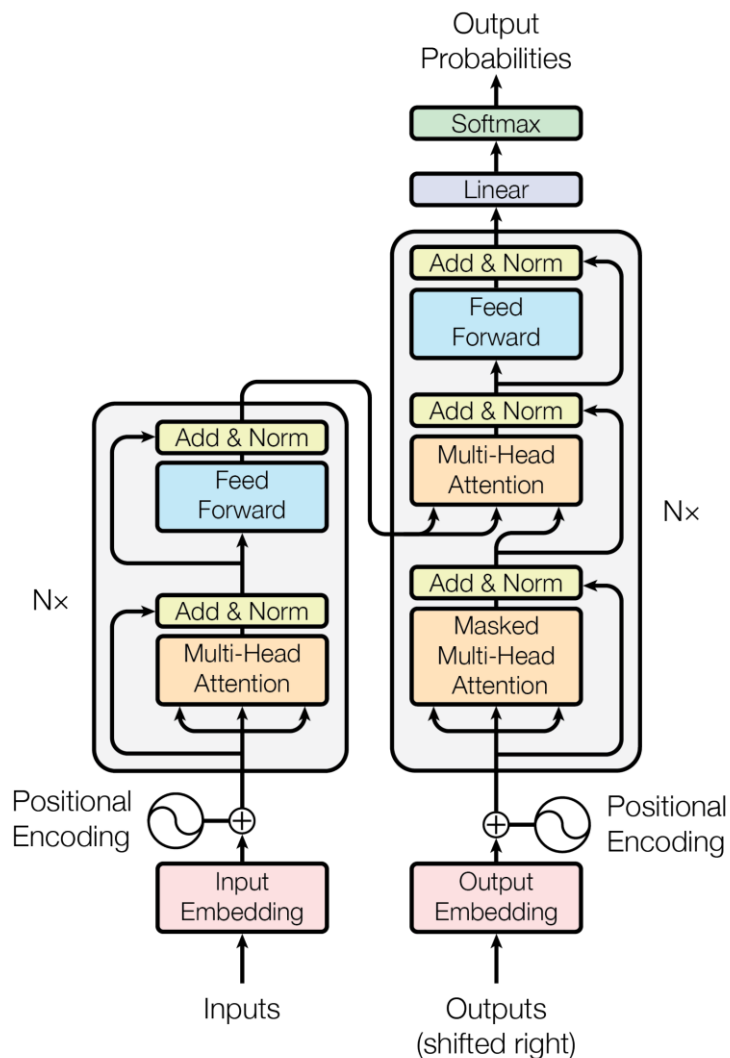 Output
Probabilities
Softmax
Linear
Add & Norm
Feed
Forward
Add & Norm
Multi-Head
Attention
Add & Norm
Masked
Multi-Head
Attention
N×
Add & Norm
Feed
Forward
Add & Norm
Multi-Head
Attention
N×
Positional
Encoding
Positional
Encoding
Input
Embedding
Output
Embedding
Inputs
Outputs
(shifted right)